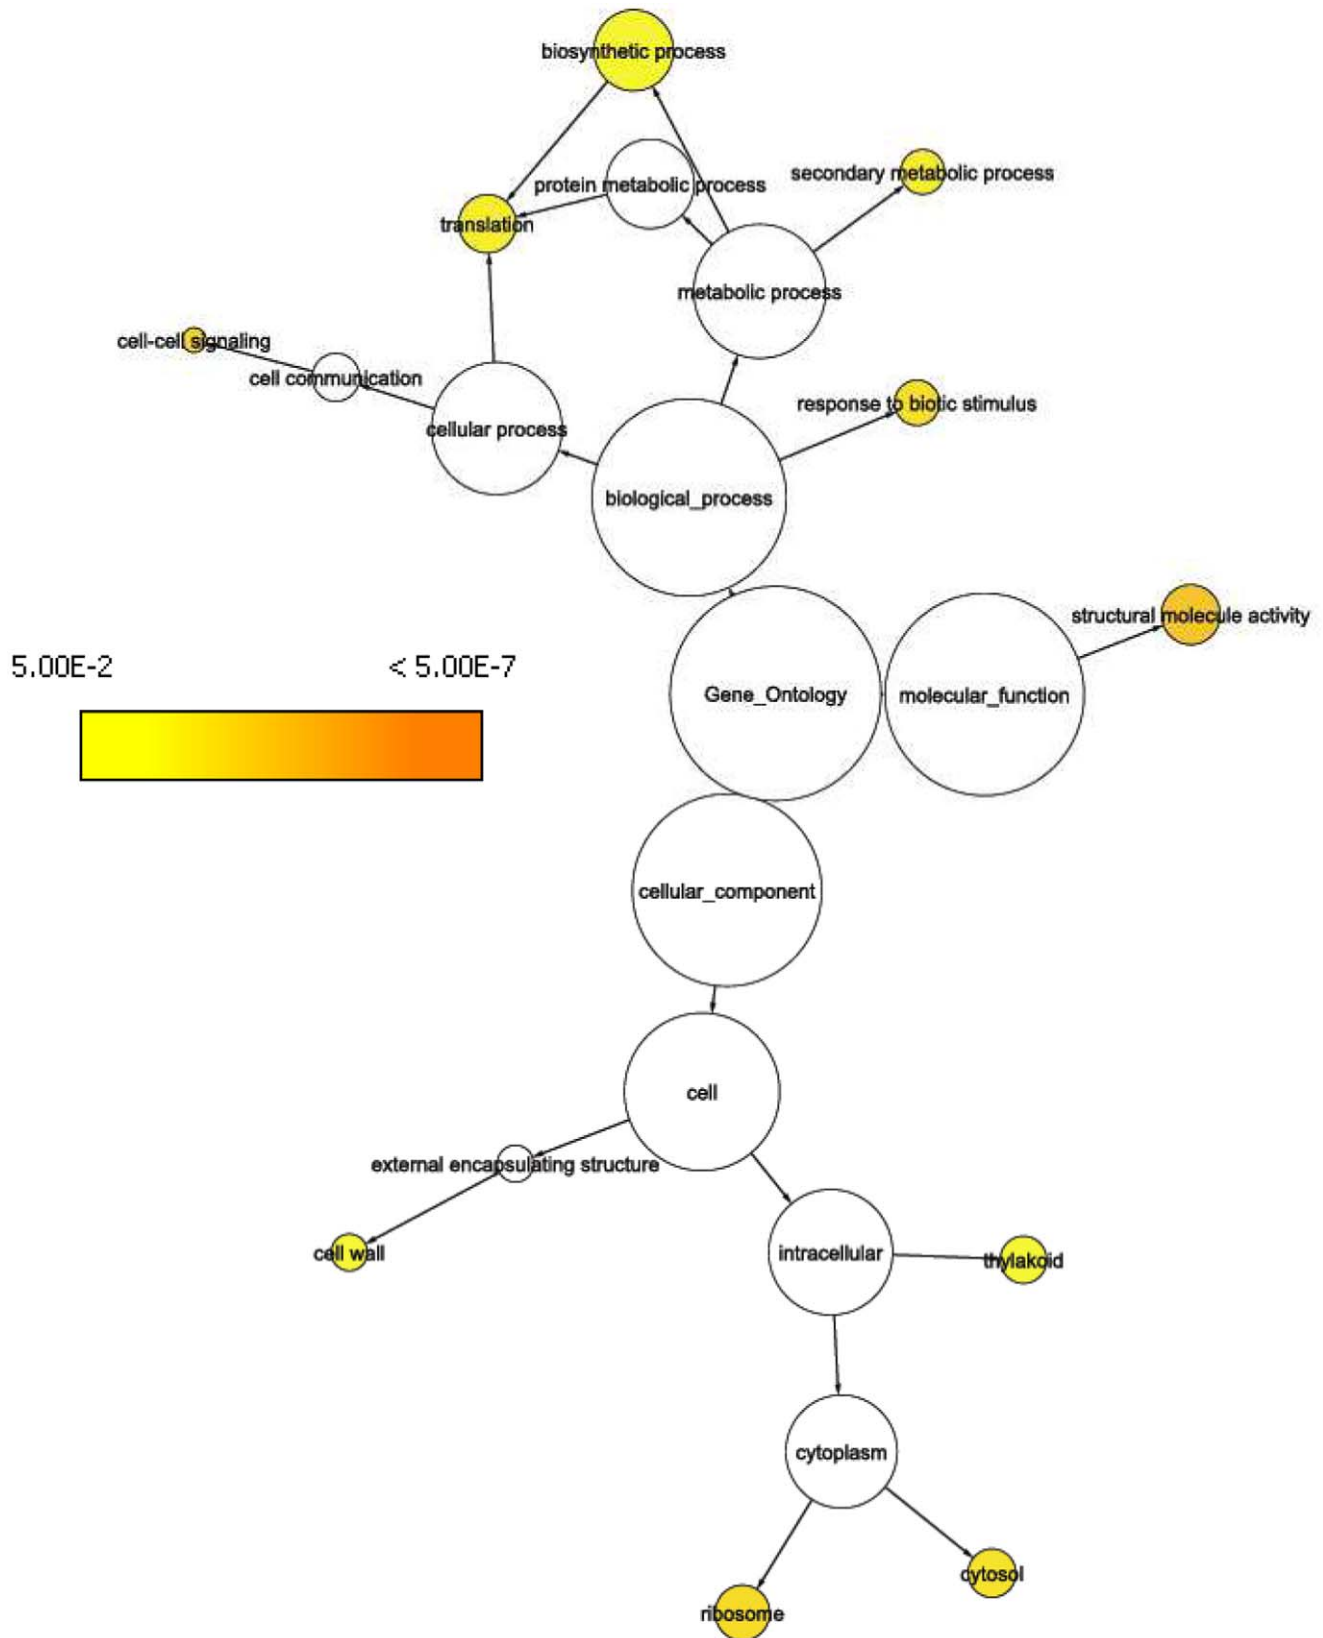 biosynthetic process
secondary metabolic process
protein metabolic process
translation
metabolic process
cell-cell signaling
cell communication
response to biotic stimulus
cellular process
biological_process
structural molecule activity
5.00E-2
< 5.00E-7
Gene_Ontology
molecular_function
cellular_component
cell
external encapsulating structure
cell wall
intracellular
thylakoid
cytoplasm
cytosol
ribosome